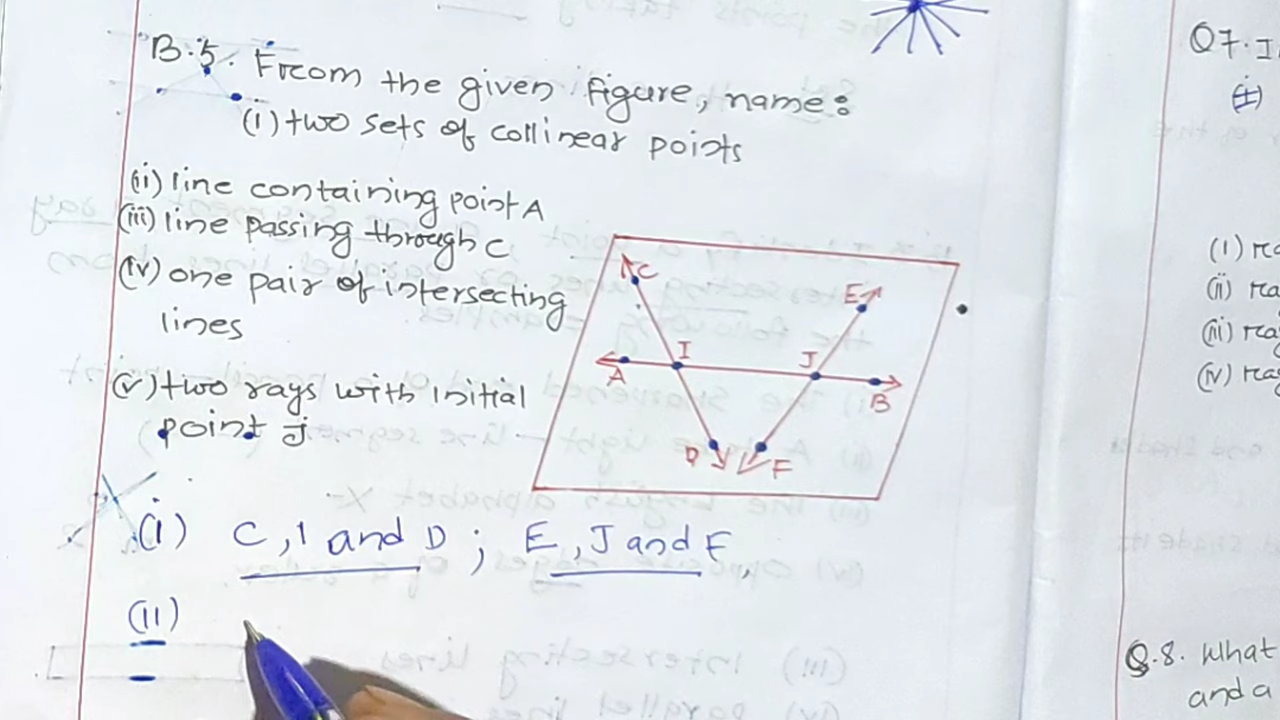 B.5. From the given figure, name:
(i) two sets of collinear points
(ii) line containing point A
(iii) line passing through C
(iv) one pair of intersecting
lines
(v) two rays with initial
point J
C
E
I
J
A
B
D
F
(i) C, I and D ; E, J and F,
(ii)
Q7.
(i)
(i)
(ii)
(iii)
(iv)
Q.8. What
and a